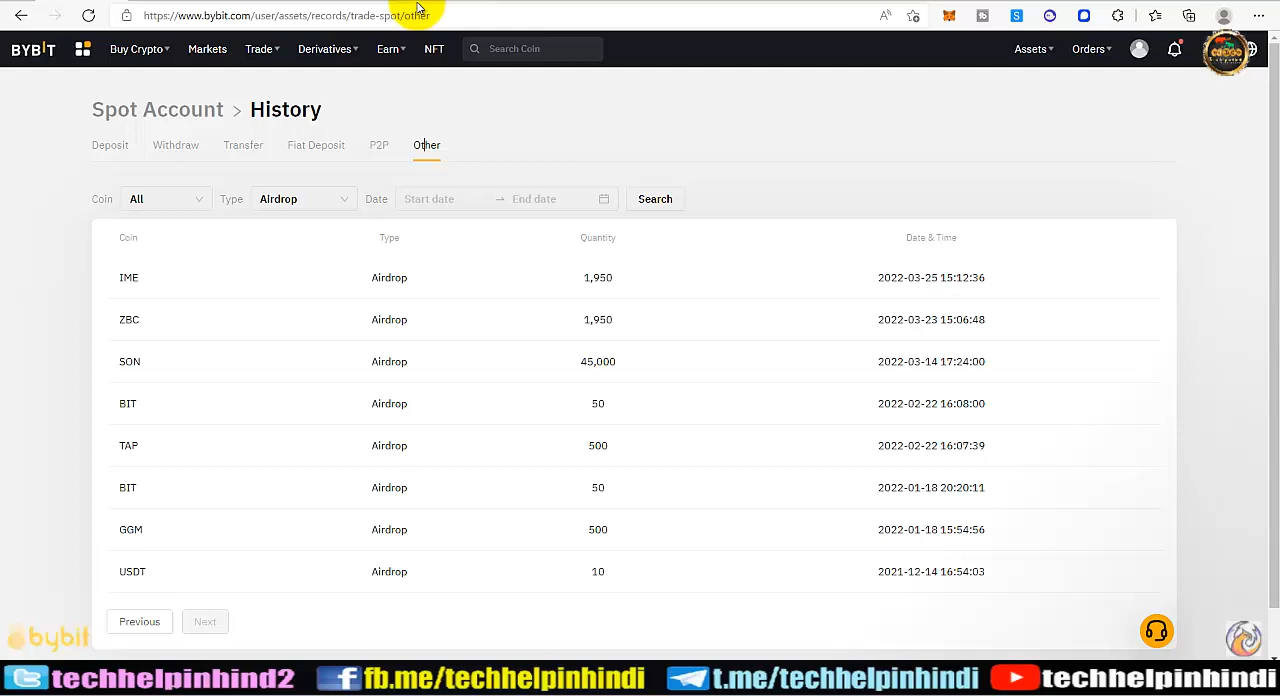 https://www.bybit.com/user/assets/records/trade-spot/other
BYBIT Buy Crypto Markets Trade Derivatives Earn NFT Search Coin Assets Orders
Spot Account > History
Deposit Withdraw Transfer Fiat Deposit P2P Other
Coin All Type Airdrop Date Start date → End date Search
Coin Type Quantity Date & Time
IME Airdrop 1,950 2022-03-25 15:12:36
ZBC Airdrop 1,950 2022-03-23 15:06:48
SON Airdrop 45,000 2022-03-14 17:24:00
BIT Airdrop 50 2022-02-22 16:08:00
TAP Airdrop 500 2022-02-22 16:07:39
BIT Airdrop 50 2022-01-18 20:20:11
GGM Airdrop 500 2022-01-18 15:54:56
USDT Airdrop 10 2021-12-14 16:54:03
Previous Next
bybit
techhelpinhind2 fb.me/techhelpinhindi t.me/techhelpinhindi techhelpinhindi